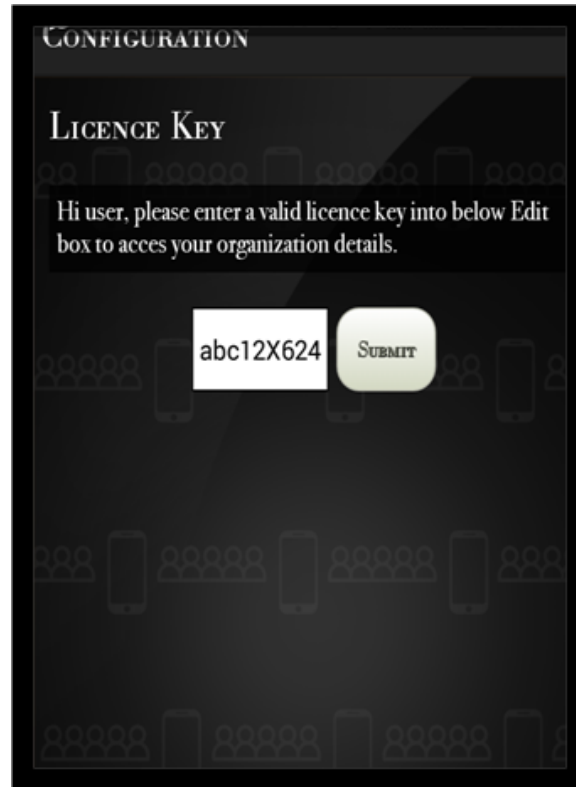 Configuration
Licence Key
Hi user, please enter a valid licence key into below Edit
box to acces your organization details.
abc12X624
Submit